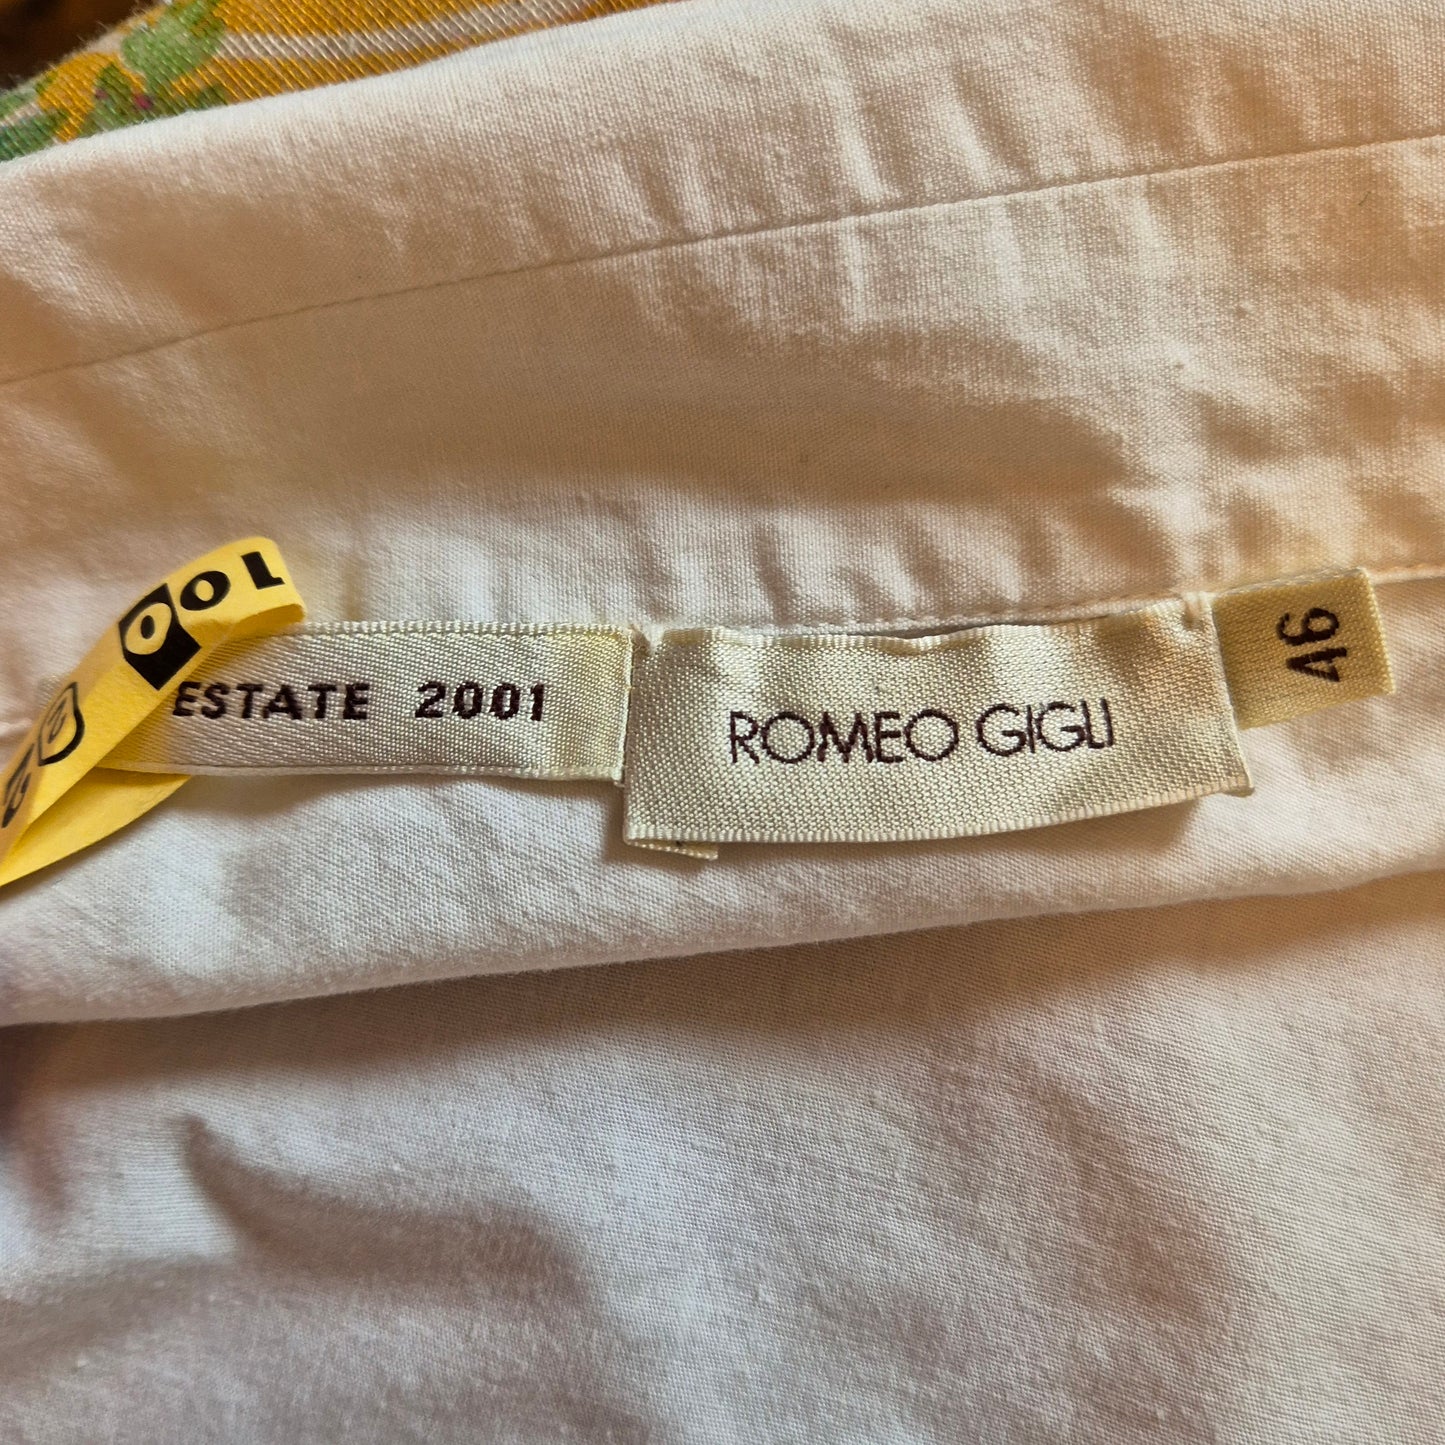 ESTATE 2001
ROMEO GIGLI
46